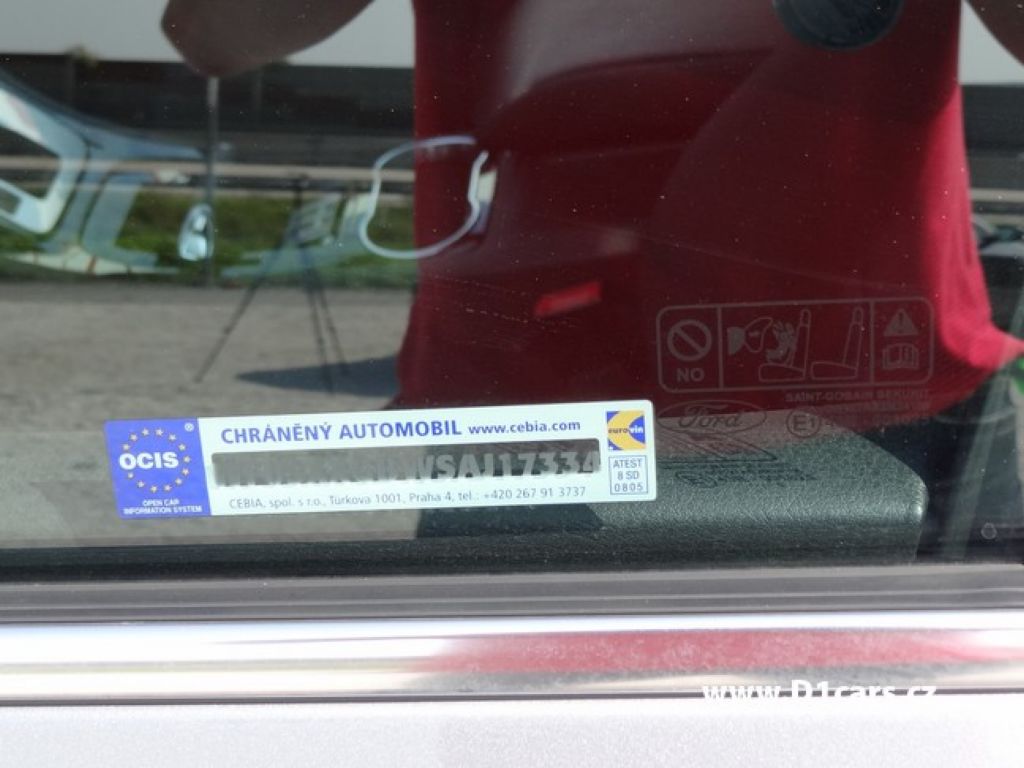 NO
SAINT-GOBAIN SEKURIT
Ford
OCIS
®
OPEN CAR
INFORMATION SYSTEM
CHRÁNĚNÝ AUTOMOBIL www.cebia.com
WSAJ17334
CEBIA, spol. s r.o., Türkova 1001, Praha 4, tel.: +420 267 91 3737
eurovin
ATEST
8 SD
0805
www.D1cars.cz